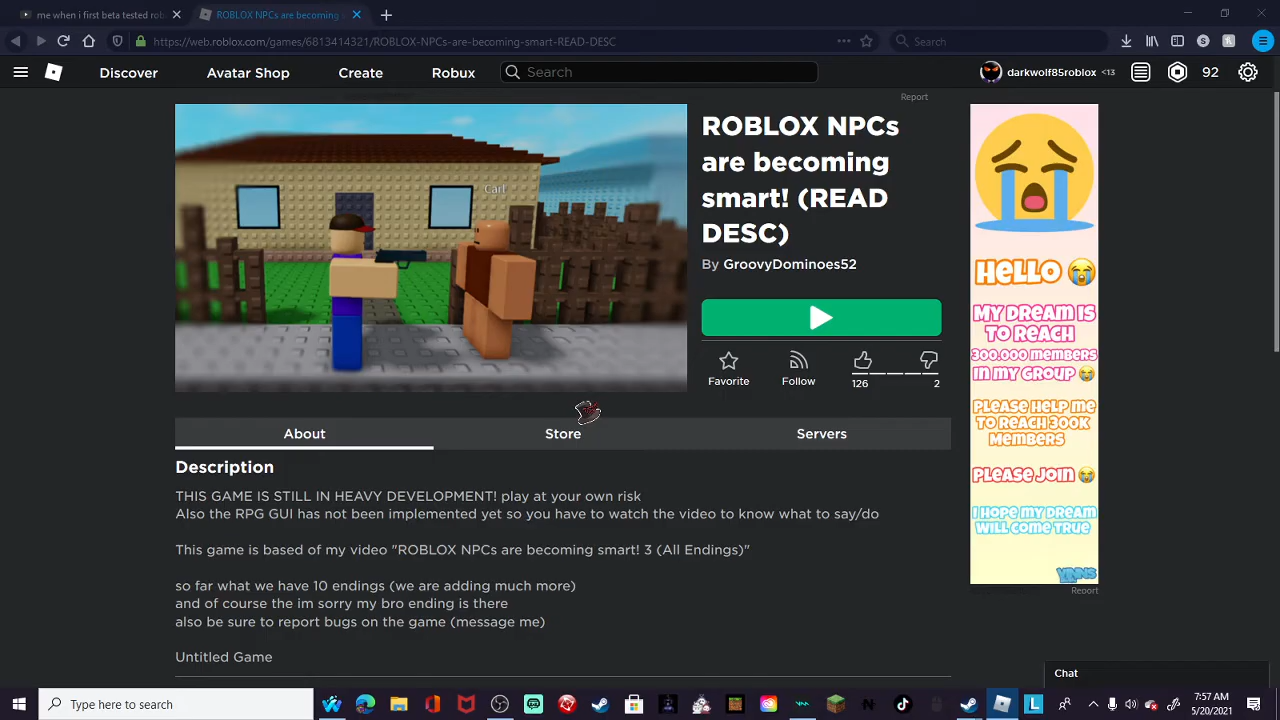 me when i first beta tested rob
ROBLOX NPCs are becoming
https://web.roblox.com/games/6813414321/ROBLOX-NPCs-are-becoming-smart-READ-DESC
Search
Discover
Avatar Shop
Create
Robux
Search
darkwolf85roblox <13
92
Report
Carl
ROBLOX NPCs
are becoming
smart! (READ
DESC)
By GroovyDominoes52
Favorite
Follow
126
2
HELLO 😭
MY DREAM IS
TO REACH
300.000 MEMBERS
IN MY GROUP 😭
PLEASE HELP ME
TO REACH 300K
MEMBERS
PLEASE JOIN 😭
I HOPE MY DREAM
WILL COME TRUE
Report
About
Store
Servers
Description
THIS GAME IS STILL IN HEAVY DEVELOPMENT! play at your own risk
Also the RPG GUI has not been implemented yet so you have to watch the video to know what to say/do
This game is based of my video "ROBLOX NPCs are becoming smart! 3 (All Endings)"
so far what we have 10 endings (we are adding much more)
and of course the im sorry my bro ending is there
also be sure to report bugs on the game (message me)
Untitled Game
Chat
Type here to search
7:57 AM
5/20/2021